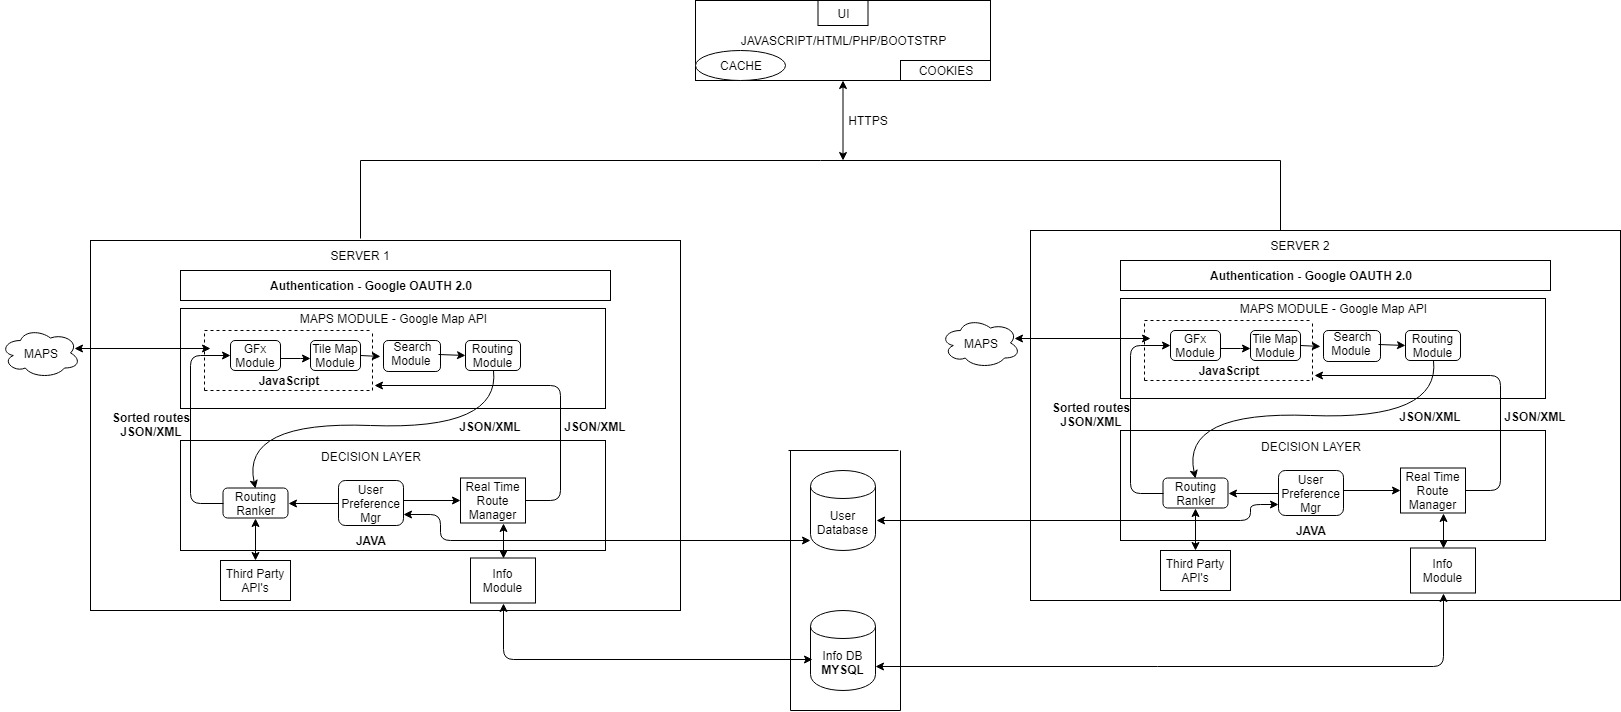 UI
JAVASCRIPT/HTML/PHP/BOOTSTRP
CACHE
COOKIES
HTTPS
SERVER 1
Authentication - Google OAUTH 2.0
MAPS MODULE - Google Map API
MAPS
GFx
Module
Tile Map
Module
Search
Module
Routing
Module
JavaScript
Sorted routes
JSON/XML
JSON/XML
JSON/XML
DECISION LAYER
Routing
Ranker
User
Preference
Mgr
Real Time
Route
Manager
JAVA
Third Party
API's
Info
Module
User
Database
Info DB
MYSQL
SERVER 2
Authentication - Google OAUTH 2.0
MAPS MODULE - Google Map API
MAPS
GFx
Module
Tile Map
Module
Search
Module
Routing
Module
JavaScript
Sorted routes
JSON/XML
JSON/XML
JSON/XML
DECISION LAYER
Routing
Ranker
User
Preference
Mgr
Real Time
Route
Manager
JAVA
Third Party
API's
Info
Module